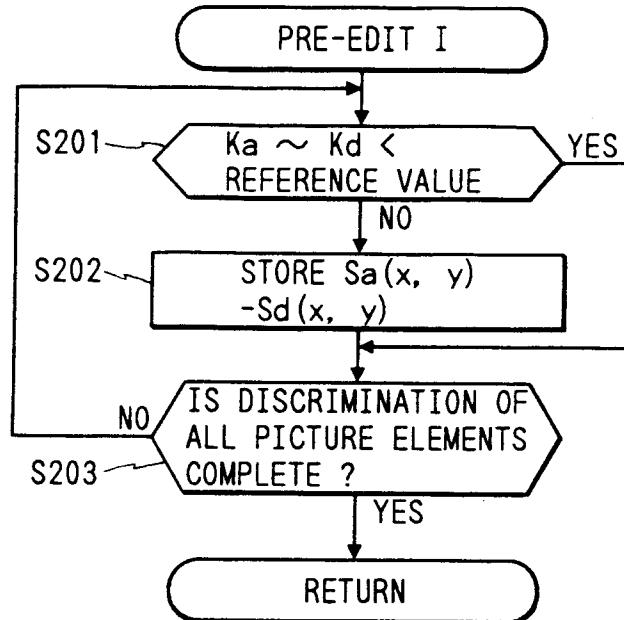 PRE-EDIT I
S201
Ka ~ Kd <
REFERENCE VALUE
YES
NO
S202
STORE Sa(x, y)
-Sd(x, y)
NO
IS DISCRIMINATION OF
ALL PICTURE ELEMENTS
COMPLETE ?
S203
YES
RETURN